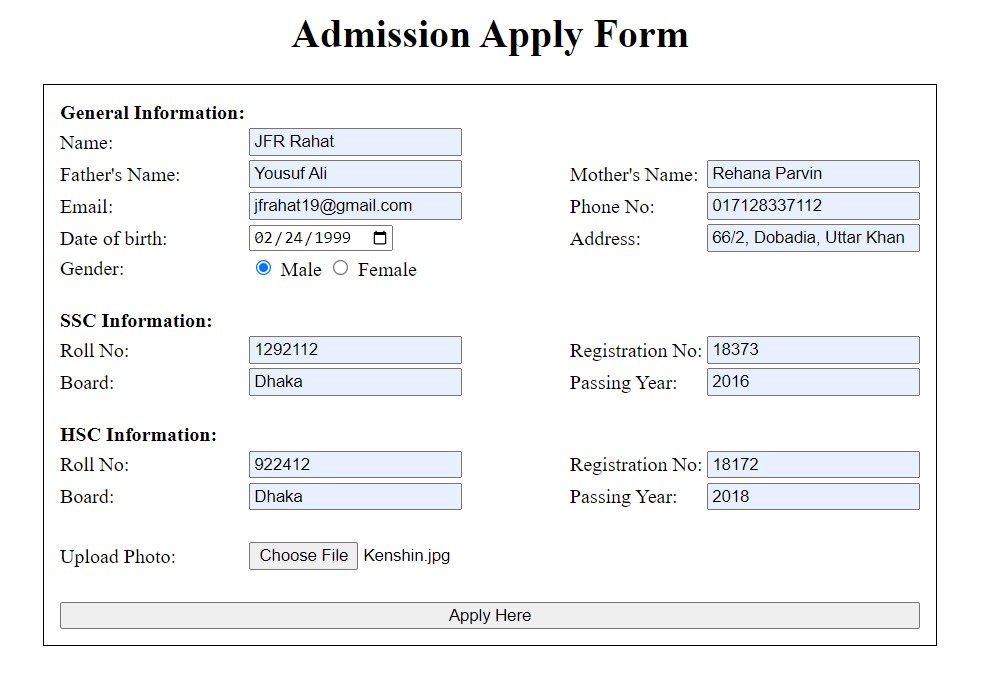 Admission Apply Form
General Information:
Name: JFR Rahat
Father's Name: Yousuf Ali Mother's Name: Rehana Parvin
Email: jfrahat19@gmail.com Phone No: 017128337112
Date of birth: 02/24/1999 Address: 66/2, Dobadia, Uttar Khan
Gender: Male Female
SSC Information:
Roll No: 1292112 Registration No: 18373
Board: Dhaka Passing Year: 2016
HSC Information:
Roll No: 922412 Registration No: 18172
Board: Dhaka Passing Year: 2018
Upload Photo: Choose File Kenshin.jpg
Apply Here